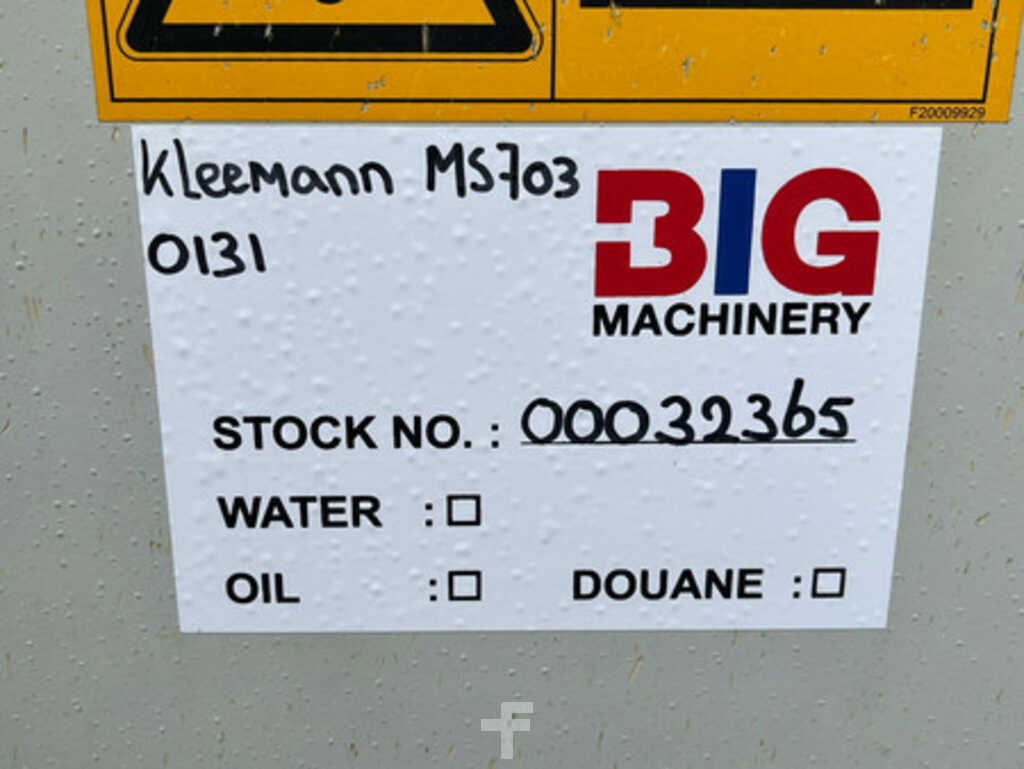 F20009929
Kleemann MS703
0131
BIG
MACHINERY
STOCK NO. : 00032365
WATER : □
OIL : □ DOUANE : □